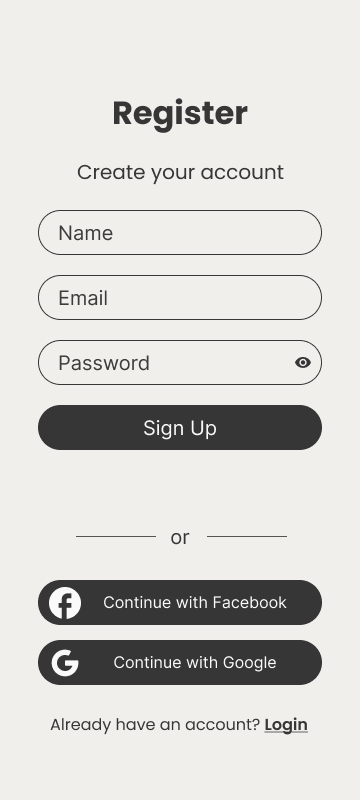 Register
Create your account
Name
Email
Password
Sign Up
or
Continue with Facebook
Continue with Google
Already have an account? Login